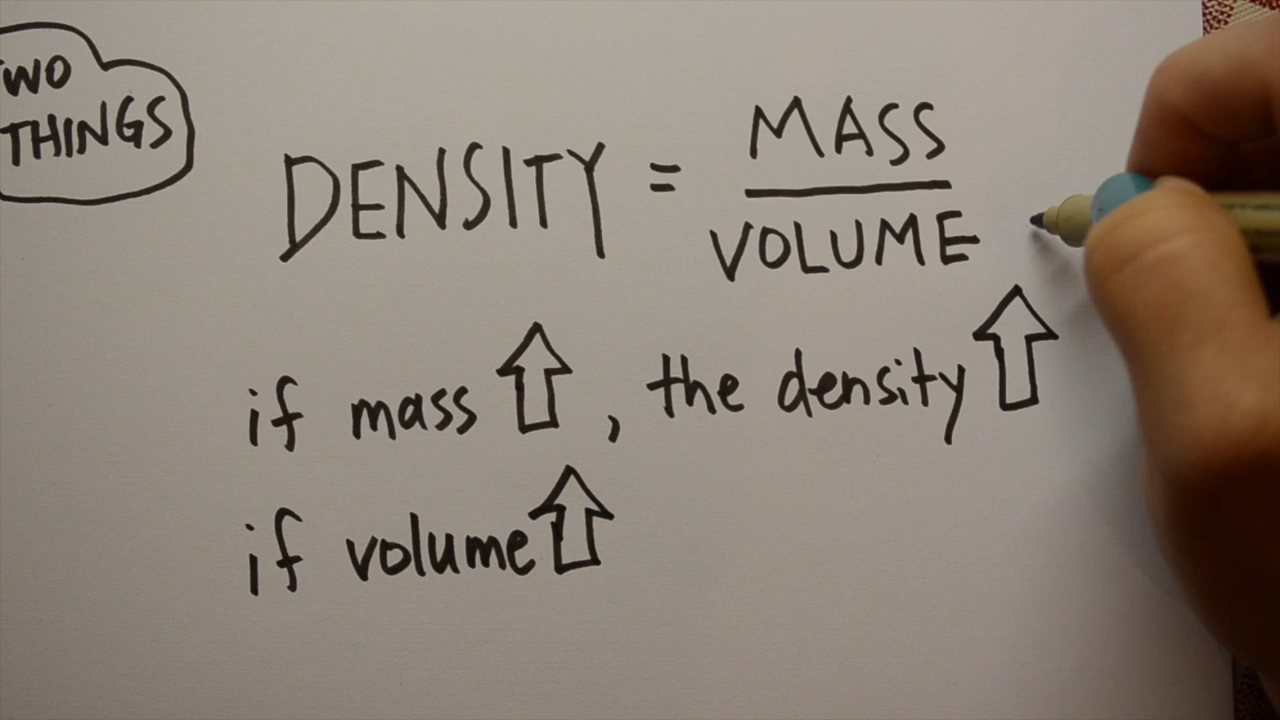 WO
THINGS
DENSITY = MASS
VOLUME
if mass ⇧, the density ⇧
if volume ⇧